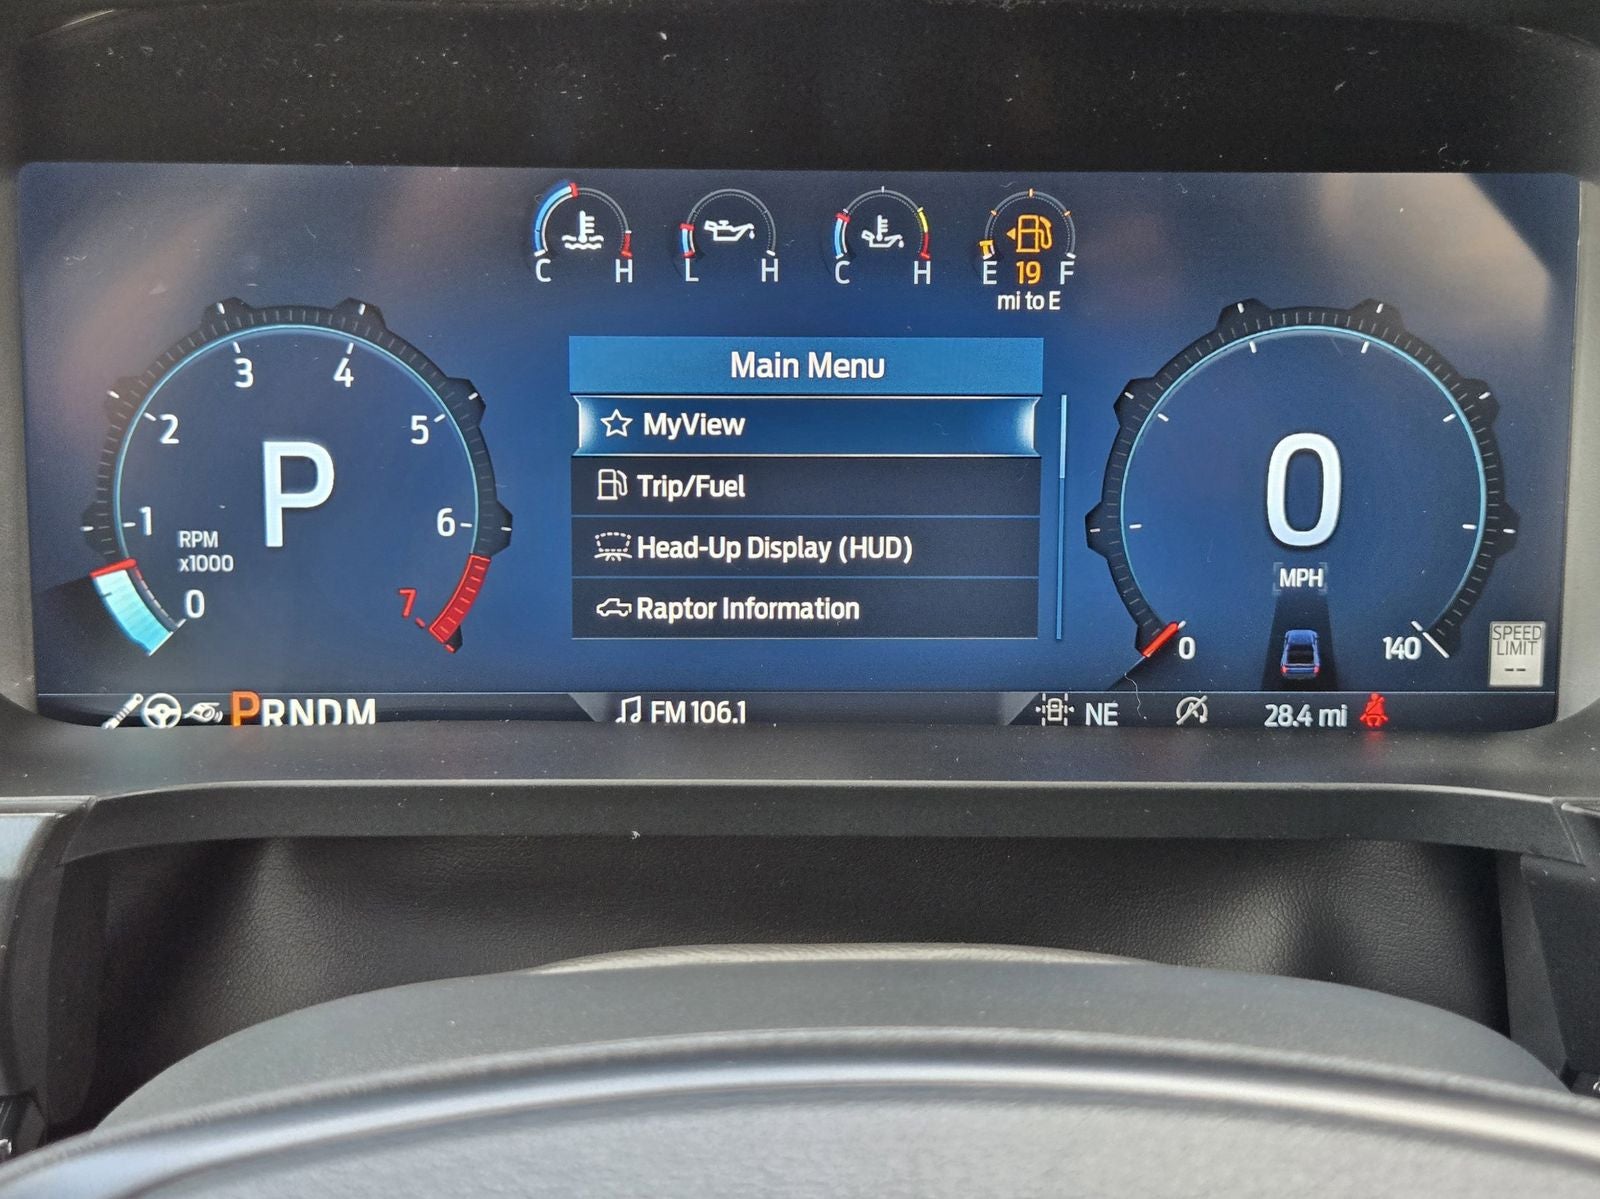 C H
L H
C H
E 19 F
mi to E
1 2 3 4 5 6 7
0
RPM
x1000
P
Main Menu
MyView
Trip/Fuel
Head-Up Display (HUD)
Raptor Information
0
MPH
0 140
SPEED
LIMIT
--
PRNDM
FM 106.1
NE
28.4 mi